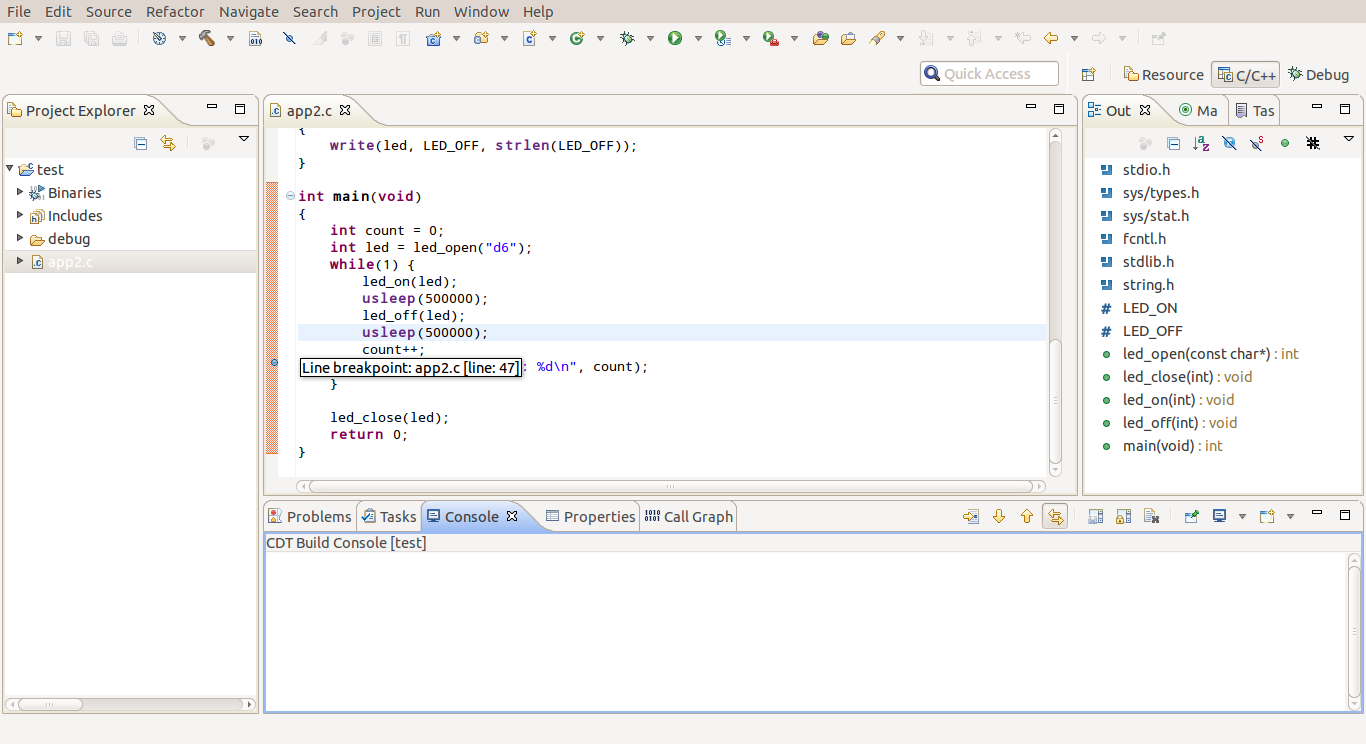 File Edit Source Refactor Navigate Search Project Run Window Help
Quick Access
Resource
C/C++
Debug
Project Explorer
test
Binaries
Includes
debug
app2.c
app2.c
{
write(led, LED_OFF, strlen(LED_OFF));
}
int main(void)
{
int count = 0;
int led = led_open("d6");
while(1) {
led_on(led);
usleep(500000);
led_off(led);
usleep(500000);
count++;
Line breakpoint: app2.c [line: 47] : %d\n", count);
}
led_close(led);
return 0;
}
Out
Ma
Tas
stdio.h
sys/types.h
sys/stat.h
fcntl.h
stdlib.h
string.h
# LED_ON
# LED_OFF
led_open(const char*) : int
led_close(int) : void
led_on(int) : void
led_off(int) : void
main(void) : int
Problems
Tasks
Console
Properties
Call Graph
CDT Build Console [test]